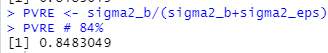 > PVRE <- sigma2_b/(sigma2_b+sigma2_eps)
> PVRE # 84%
[1] 0.8483049